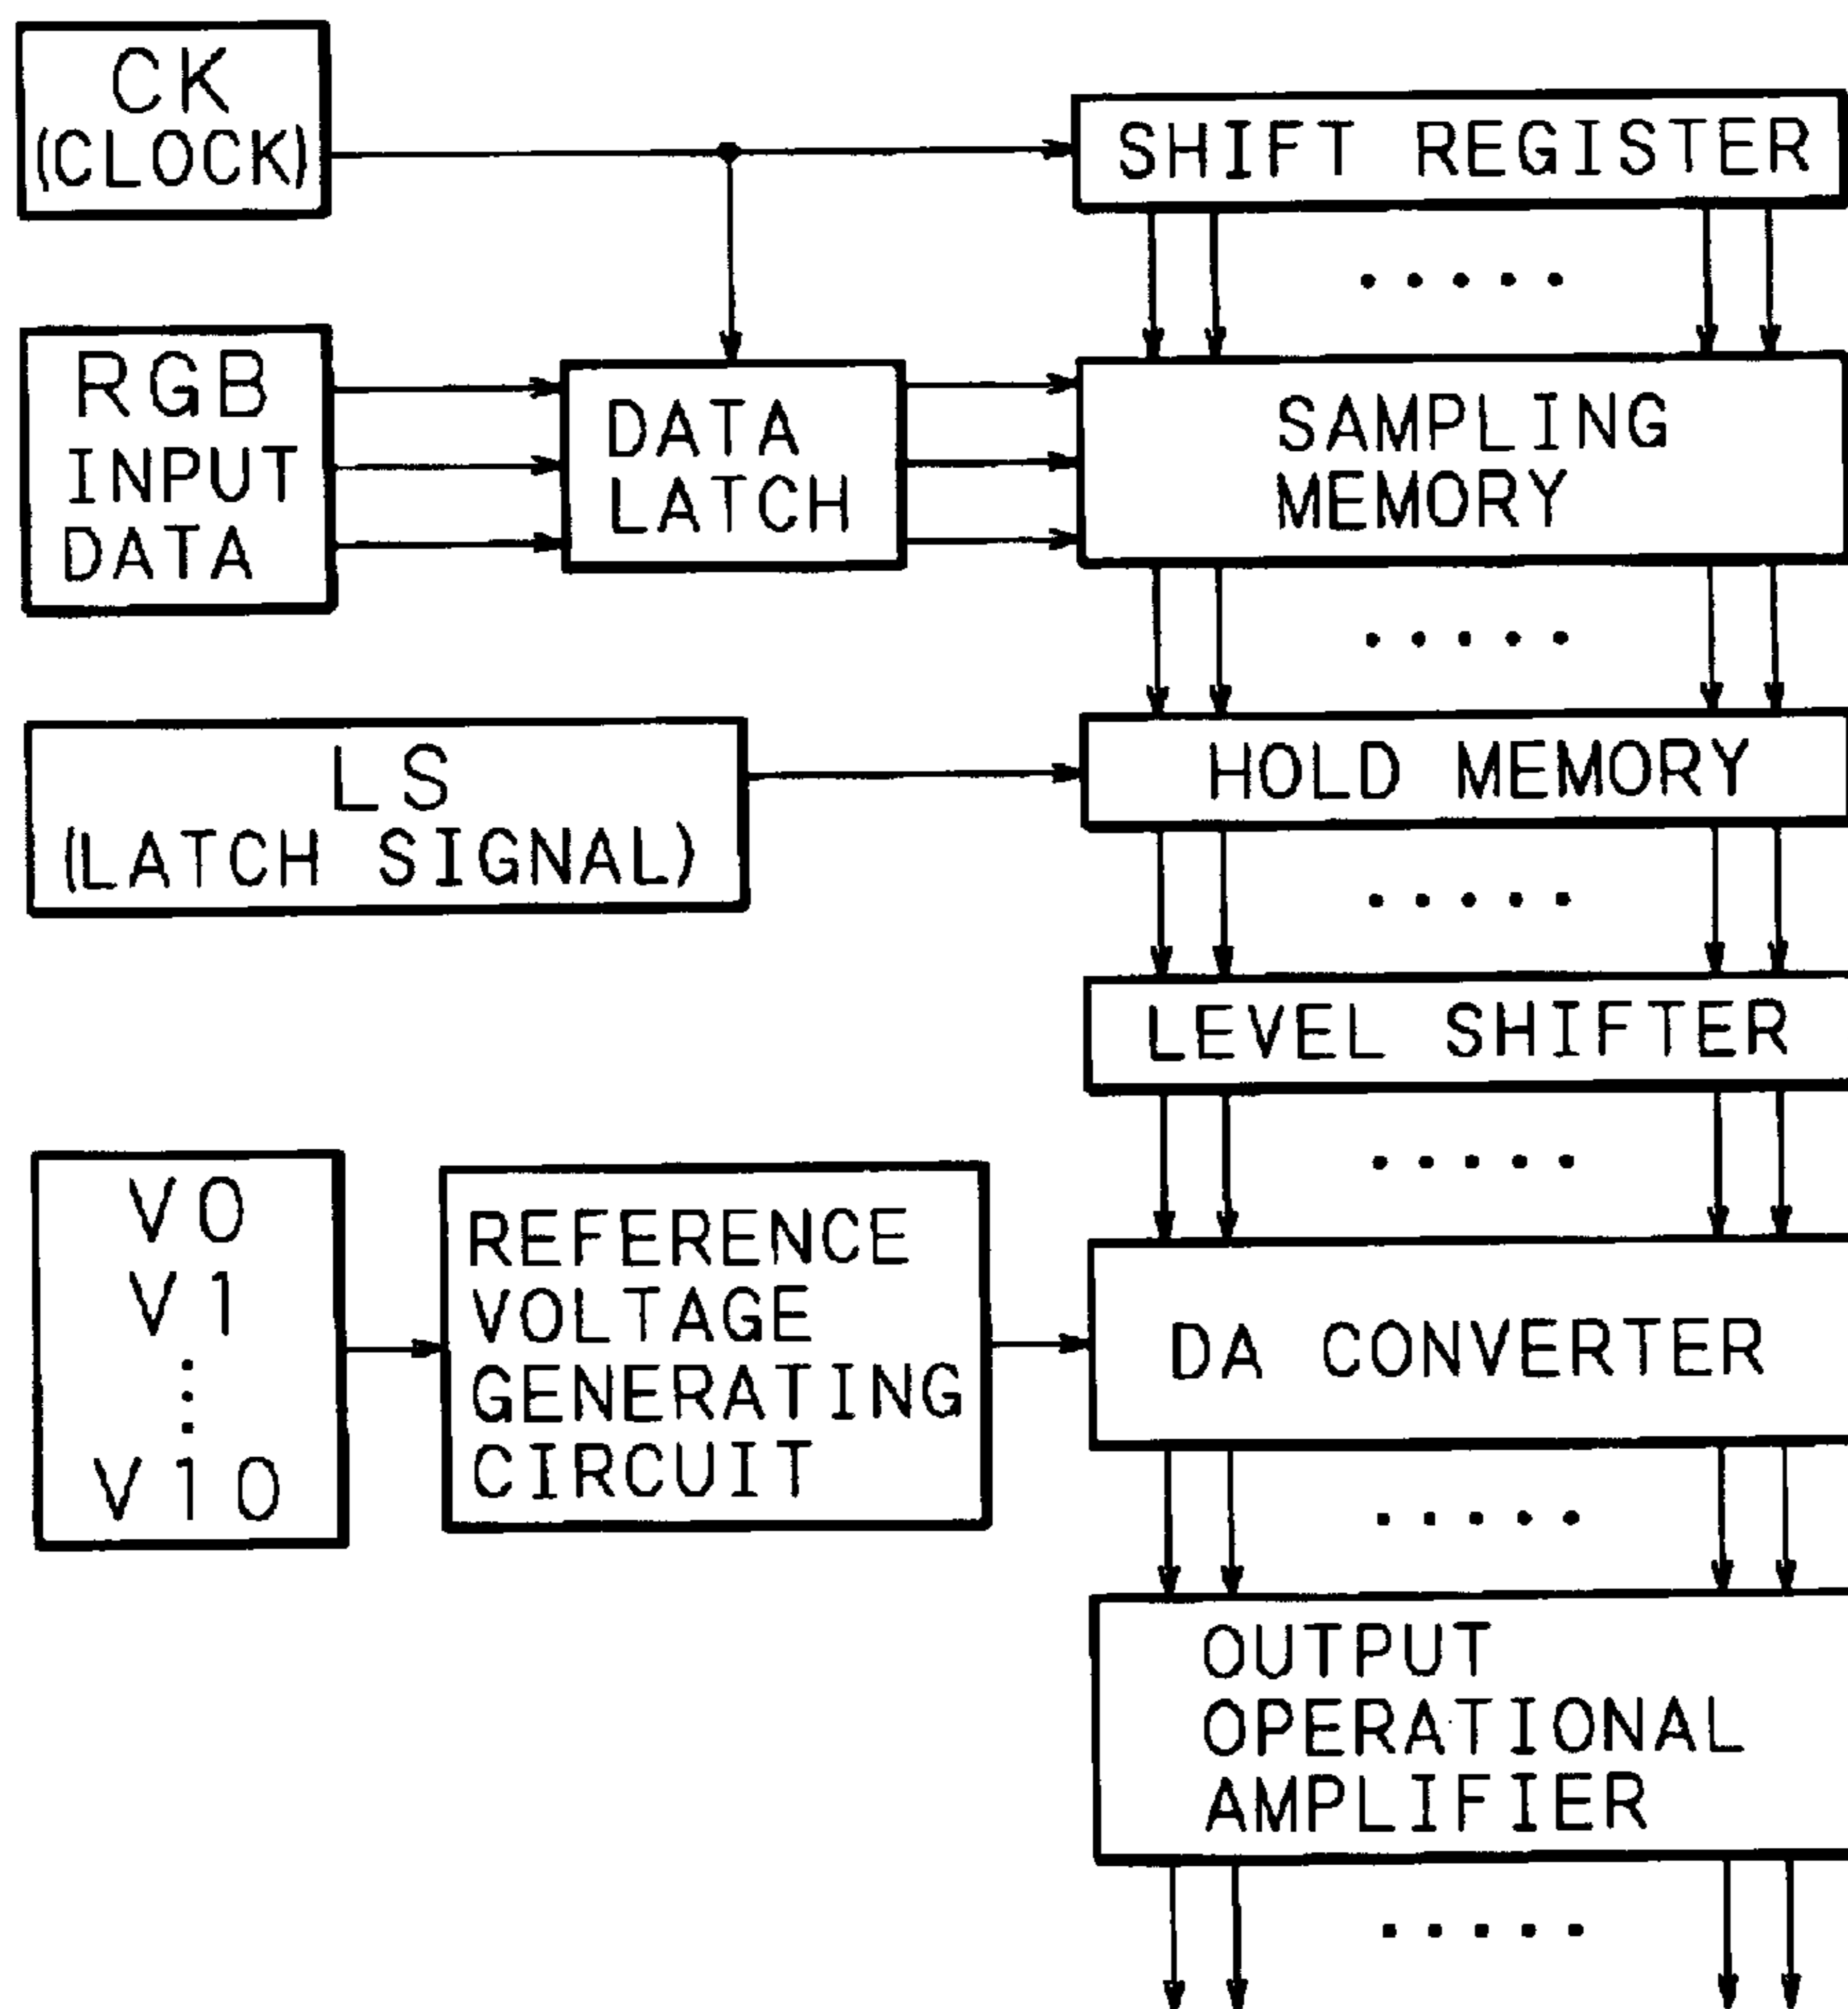 CK
(CLOCK)
SHIFT REGISTER
RGB
INPUT
DATA
DATA
LATCH
SAMPLING
MEMORY
LS
(LATCH SIGNAL)
HOLD MEMORY
LEVEL SHIFTER
V0
V1
V10
REFERENCE
VOLTAGE
GENERATING
CIRCUIT
DA CONVERTER
OUTPUT
OPERATIONAL
AMPLIFIER